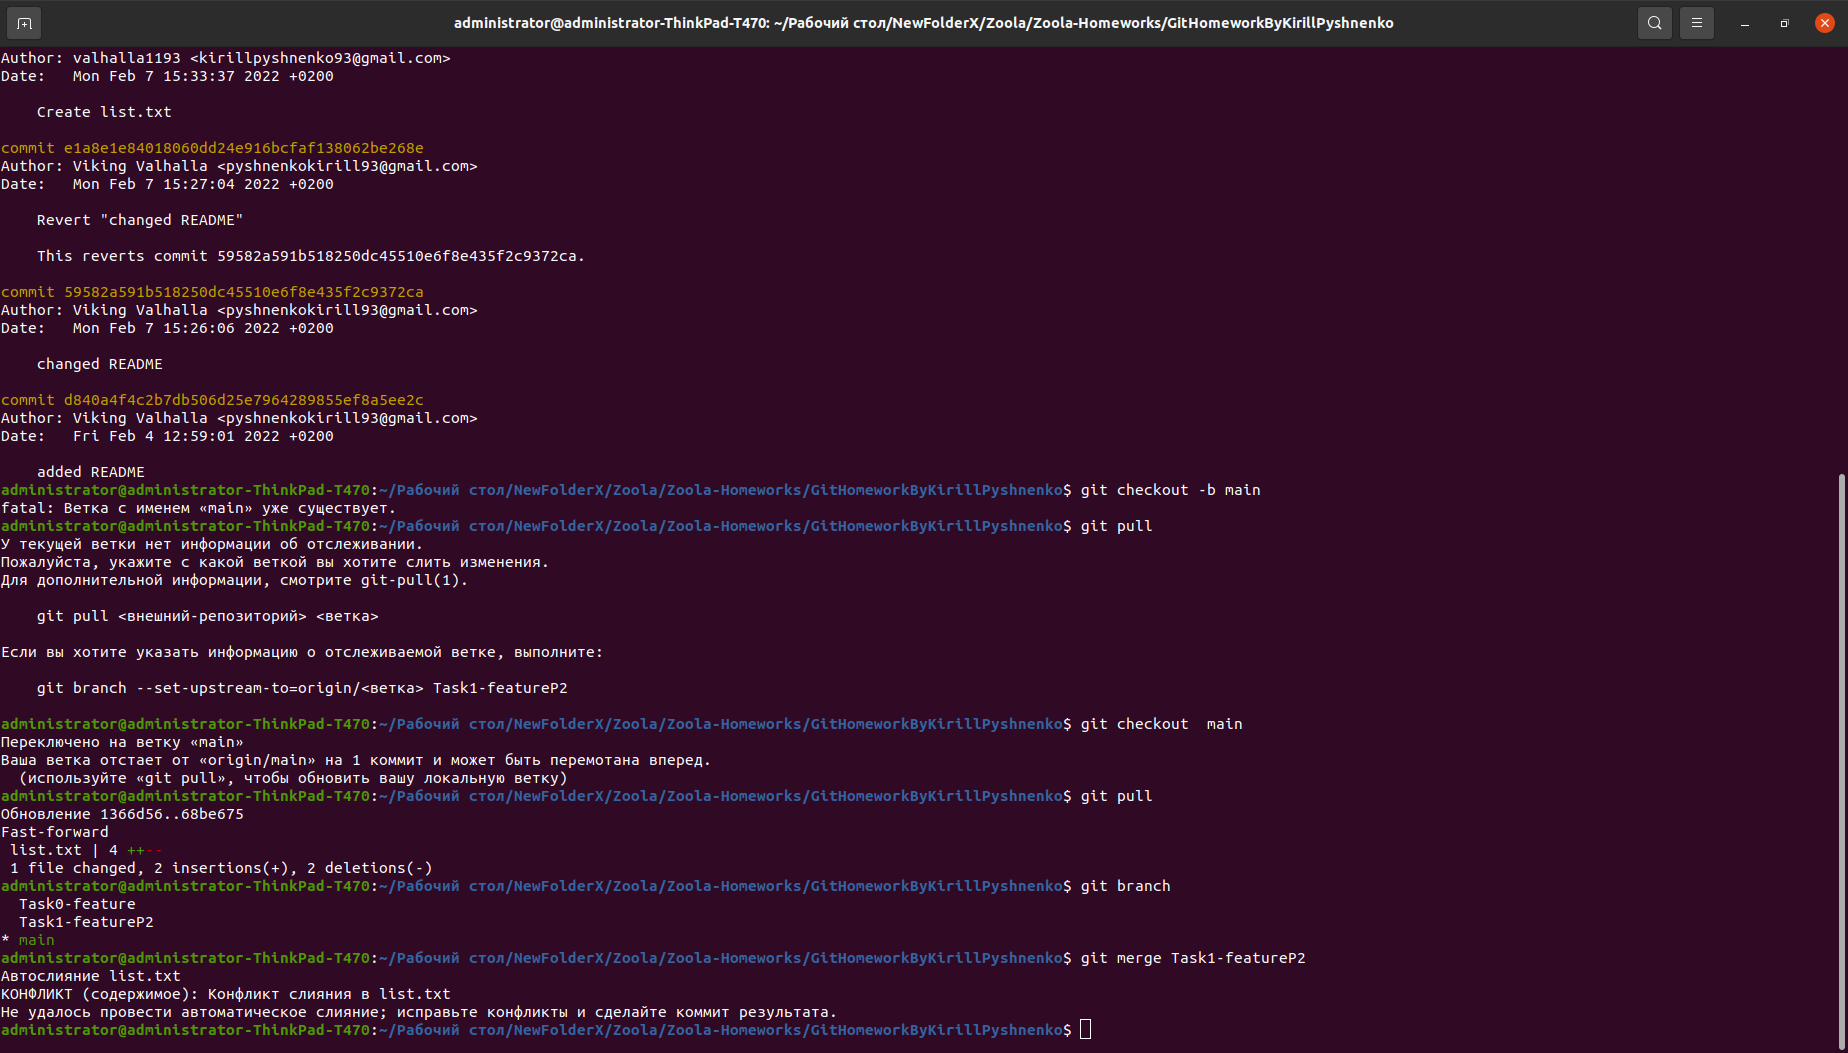 administrator@administrator-ThinkPad-T470: ~/Рабочий стол/NewFolderX/Zoola/Zoola-Homeworks/GitHomeworkByKirillPyshnenko
Author: valhalla1193 <kirillpyshnenko93@gmail.com>
Date:   Mon Feb 7 15:33:37 2022 +0200
    Create list.txt
commit e1a8e1e84018060dd24e916bcfaf138062be268e
Author: Viking Valhalla <pyshnenkokirill93@gmail.com>
Date:   Mon Feb 7 15:27:04 2022 +0200
    Revert "changed README"
    This reverts commit 59582a591b518250dc45510e6f8e435f2c9372ca.
commit 59582a591b518250dc45510e6f8e435f2c9372ca
Author: Viking Valhalla <pyshnenkokirill93@gmail.com>
Date:   Mon Feb 7 15:26:06 2022 +0200
    changed README
commit d840a4f4c2b7db506d25e7964289855ef8a5ee2c
Author: Viking Valhalla <pyshnenkokirill93@gmail.com>
Date:   Fri Feb 4 12:59:01 2022 +0200
    added README
administrator@administrator-ThinkPad-T470:~/Рабочий стол/NewFolderX/Zoola/Zoola-Homeworks/GitHomeworkByKirillPyshnenko$ git checkout -b main
fatal: Ветка с именем «main» уже существует.
administrator@administrator-ThinkPad-T470:~/Рабочий стол/NewFolderX/Zoola/Zoola-Homeworks/GitHomeworkByKirillPyshnenko$ git pull
У текущей ветки нет информации об отслеживании.
Пожалуйста, укажите с какой веткой вы хотите слить изменения.
Для дополнительной информации, смотрите git-pull(1).
    git pull <внешний-репозиторий> <ветка>
Если вы хотите указать информацию о отслеживаемой ветке, выполните:
    git branch --set-upstream-to=origin/<ветка> Task1-featureP2
administrator@administrator-ThinkPad-T470:~/Рабочий стол/NewFolderX/Zoola/Zoola-Homeworks/GitHomeworkByKirillPyshnenko$ git checkout  main
Переключено на ветку «main»
Ваша ветка отстает от «origin/main» на 1 коммит и может быть перемотана вперед.
  (используйте «git pull», чтобы обновить вашу локальную ветку)
administrator@administrator-ThinkPad-T470:~/Рабочий стол/NewFolderX/Zoola/Zoola-Homeworks/GitHomeworkByKirillPyshnenko$ git pull
Обновление 1366d56..68be675
Fast-forward
 list.txt | 4 ++--
 1 file changed, 2 insertions(+), 2 deletions(-)
administrator@administrator-ThinkPad-T470:~/Рабочий стол/NewFolderX/Zoola/Zoola-Homeworks/GitHomeworkByKirillPyshnenko$ git branch
  Task0-feature
  Task1-featureP2
* main
administrator@administrator-ThinkPad-T470:~/Рабочий стол/NewFolderX/Zoola/Zoola-Homeworks/GitHomeworkByKirillPyshnenko$ git merge Task1-featureP2
Автослияние list.txt
КОНФЛИКТ (содержимое): Конфликт слияния в list.txt
Не удалось провести автоматическое слияние; исправьте конфликты и сделайте коммит результата.
administrator@administrator-ThinkPad-T470:~/Рабочий стол/NewFolderX/Zoola/Zoola-Homeworks/GitHomeworkByKirillPyshnenko$